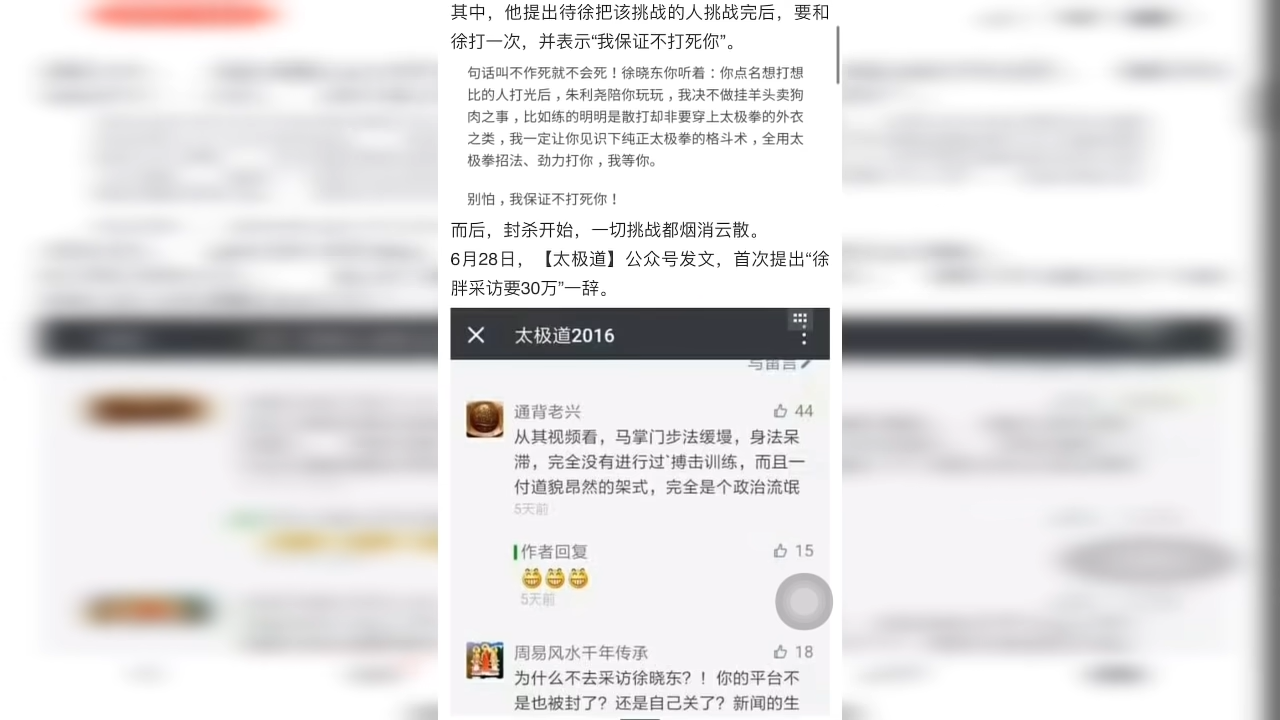 其中，他提出待徐把该挑战的人挑战完后，要和
徐打一次，并表示“我保证不打死你”。
句话叫不作死就不会死！徐晓东你听着：你点名想打想
比的人打光后，朱利尧陪你玩玩，我决不做挂羊头卖狗
肉之事，比如练的明明是散打却非要穿上太极拳的外衣
之类，我一定让你见识下纯正太极拳的格斗术，全用太
极拳招法、劲力打你，我等你。
别怕，我保证不打死你！
而后，封杀开始，一切挑战都烟消云散。
6月28日，【太极道】公众号发文，首次提出“徐
胖采访要30万”一辞。
太极道2016
写留言
通背老兴
44
从其视频看，马掌门步法缓墁，身法呆
滞，完全没有进行过`搏击训练，而且一
付道貌昂然的架式，完全是个政治流氓
5天前
作者回复
15
5天前
周易风水千年传承
18
为什么不去采访徐晓东？！你的平台不
是也被封了？还是自己关了？新闻的生